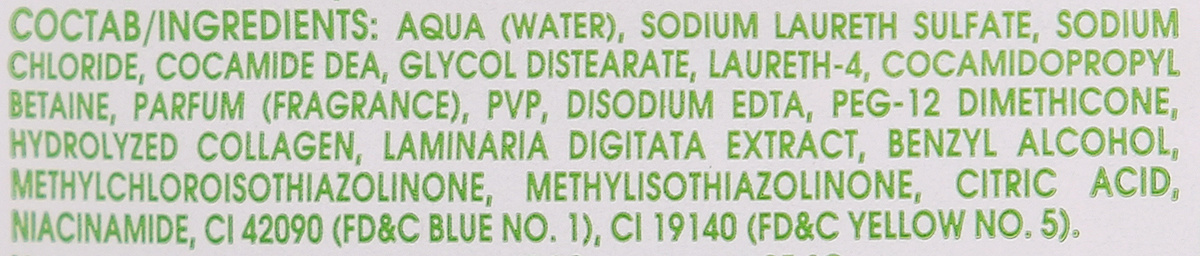 СОСТАВ/INGREDIENTS: AQUA (WATER), SODIUM LAURETH SULFATE, SODIUM
CHLORIDE, COCAMIDE DEA, GLYCOL DISTEARATE, LAURETH-4, COCAMIDOPROPYL
BETAINE, PARFUM (FRAGRANCE), PVP, DISODIUM EDTA, PEG-12 DIMETHICONE,
HYDROLYZED COLLAGEN, LAMINARIA DIGITATA EXTRACT, BENZYL ALCOHOL,
METHYLCHLOROISOTHIAZOLINONE, METHYLISOTHIAZOLINONE, CITRIC ACID,
NIACINAMIDE, CI 42090 (FD&C BLUE NO. 1), CI 19140 (FD&C YELLOW NO. 5).